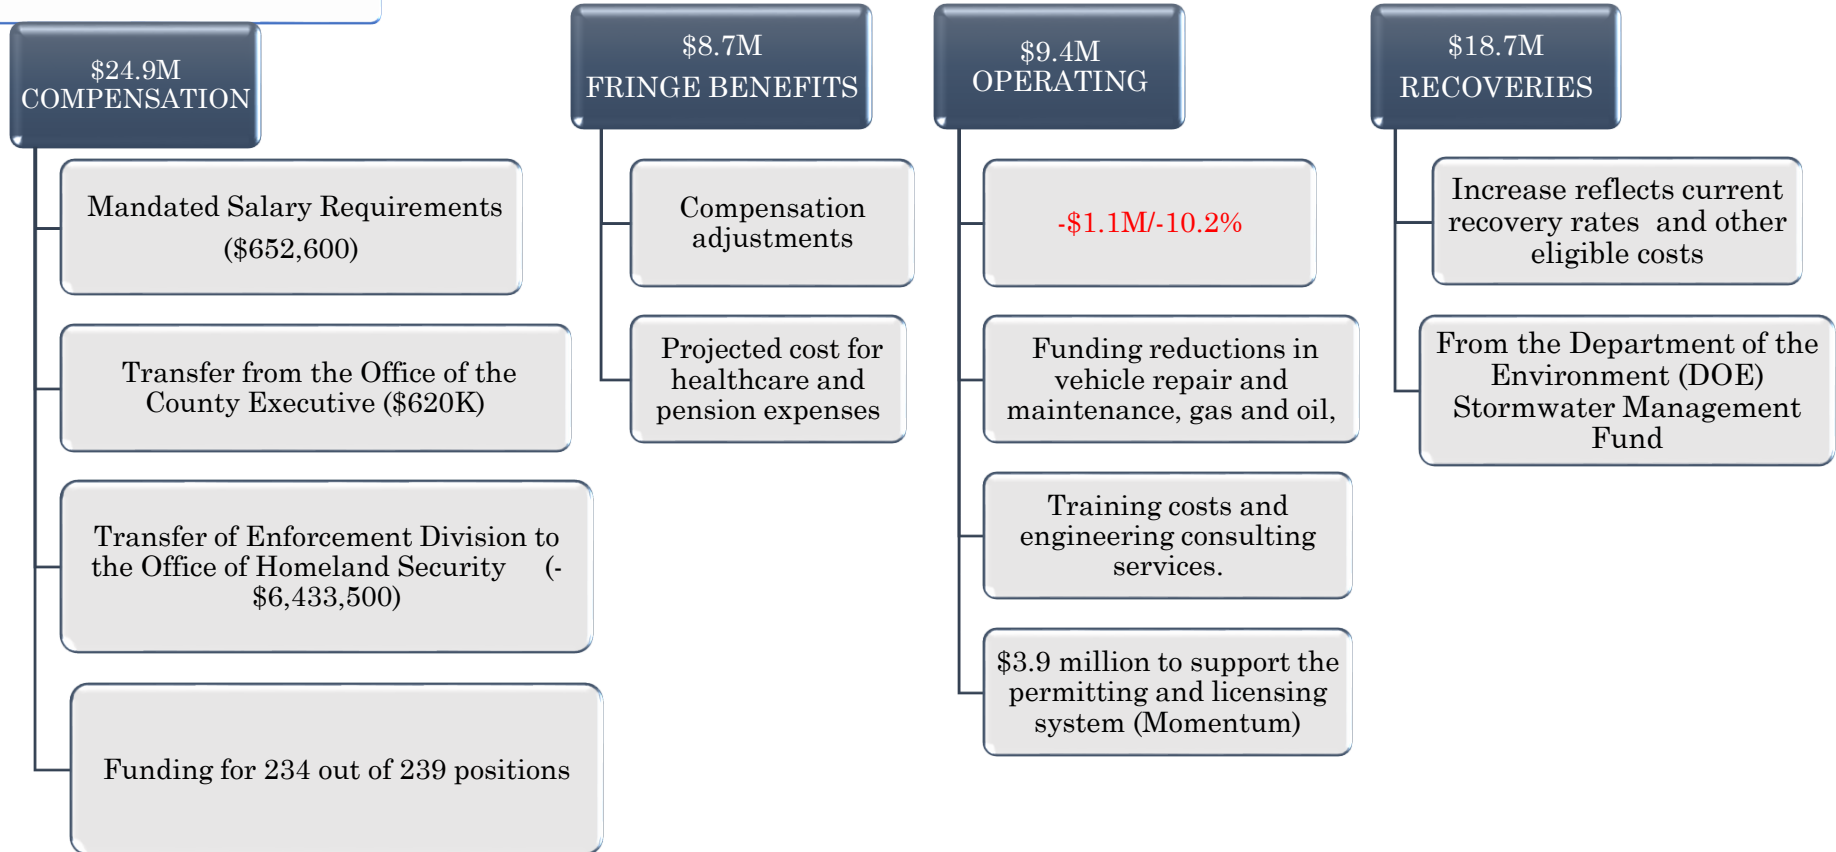 $24.9M
COMPENSATION
Mandated Salary Requirements
($652,600)
Transfer from the Office of the
County Executive ($620K)
Transfer of Enforcement Division to
the Office of Homeland Security (-
$6,433,500)
Funding for 234 out of 239 positions
$8.7M
FRINGE BENEFITS
Compensation
adjustments
Projected cost for
healthcare and
pension expenses
$9.4M
OPERATING
-$1.1M/-10.2%
Funding reductions in
vehicle repair and
maintenance, gas and oil,
Training costs and
engineering consulting
services.
$3.9 million to support the
permitting and licensing
system (Momentum)
$18.7M
RECOVERIES
Increase reflects current
recovery rates and other
eligible costs
From the Department of the
Environment (DOE)
Stormwater Management
Fund